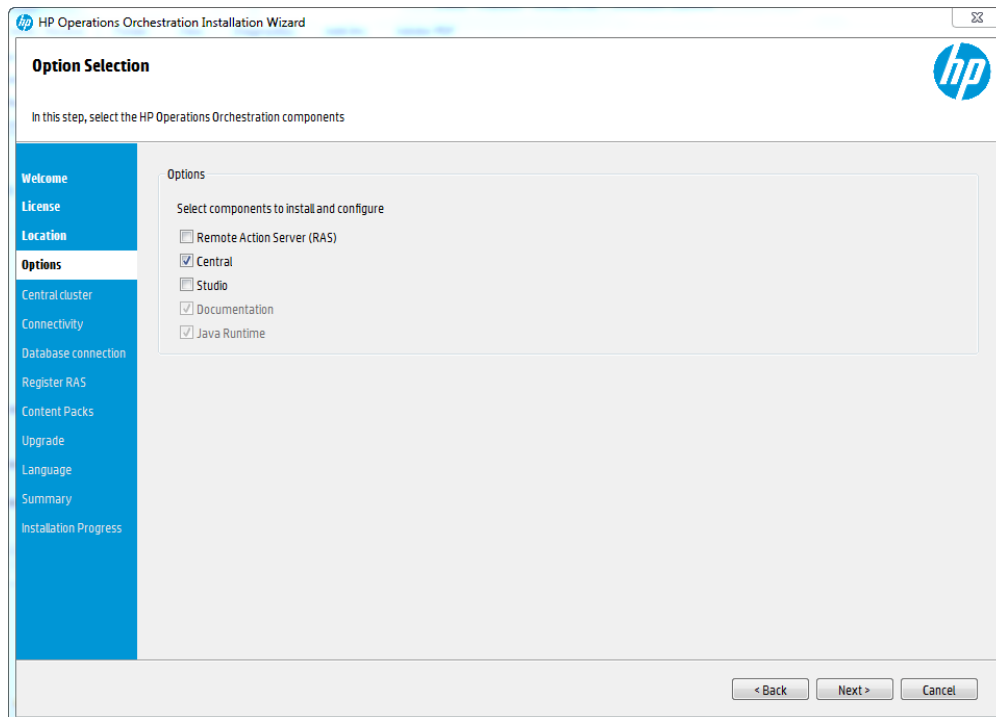 HP Operations Orchestration Installation Wizard
Option Selection
hp
In this step, select the HP Operations Orchestration components
Welcome
License
Location
Options
Central cluster
Connectivity
Database connection
Register RAS
Content Packs
Upgrade
Language
Summary
Installation Progress
Options
Select components to install and configure
Remote Action Server (RAS)
Central
Studio
Documentation
Java Runtime
< Back
Next >
Cancel